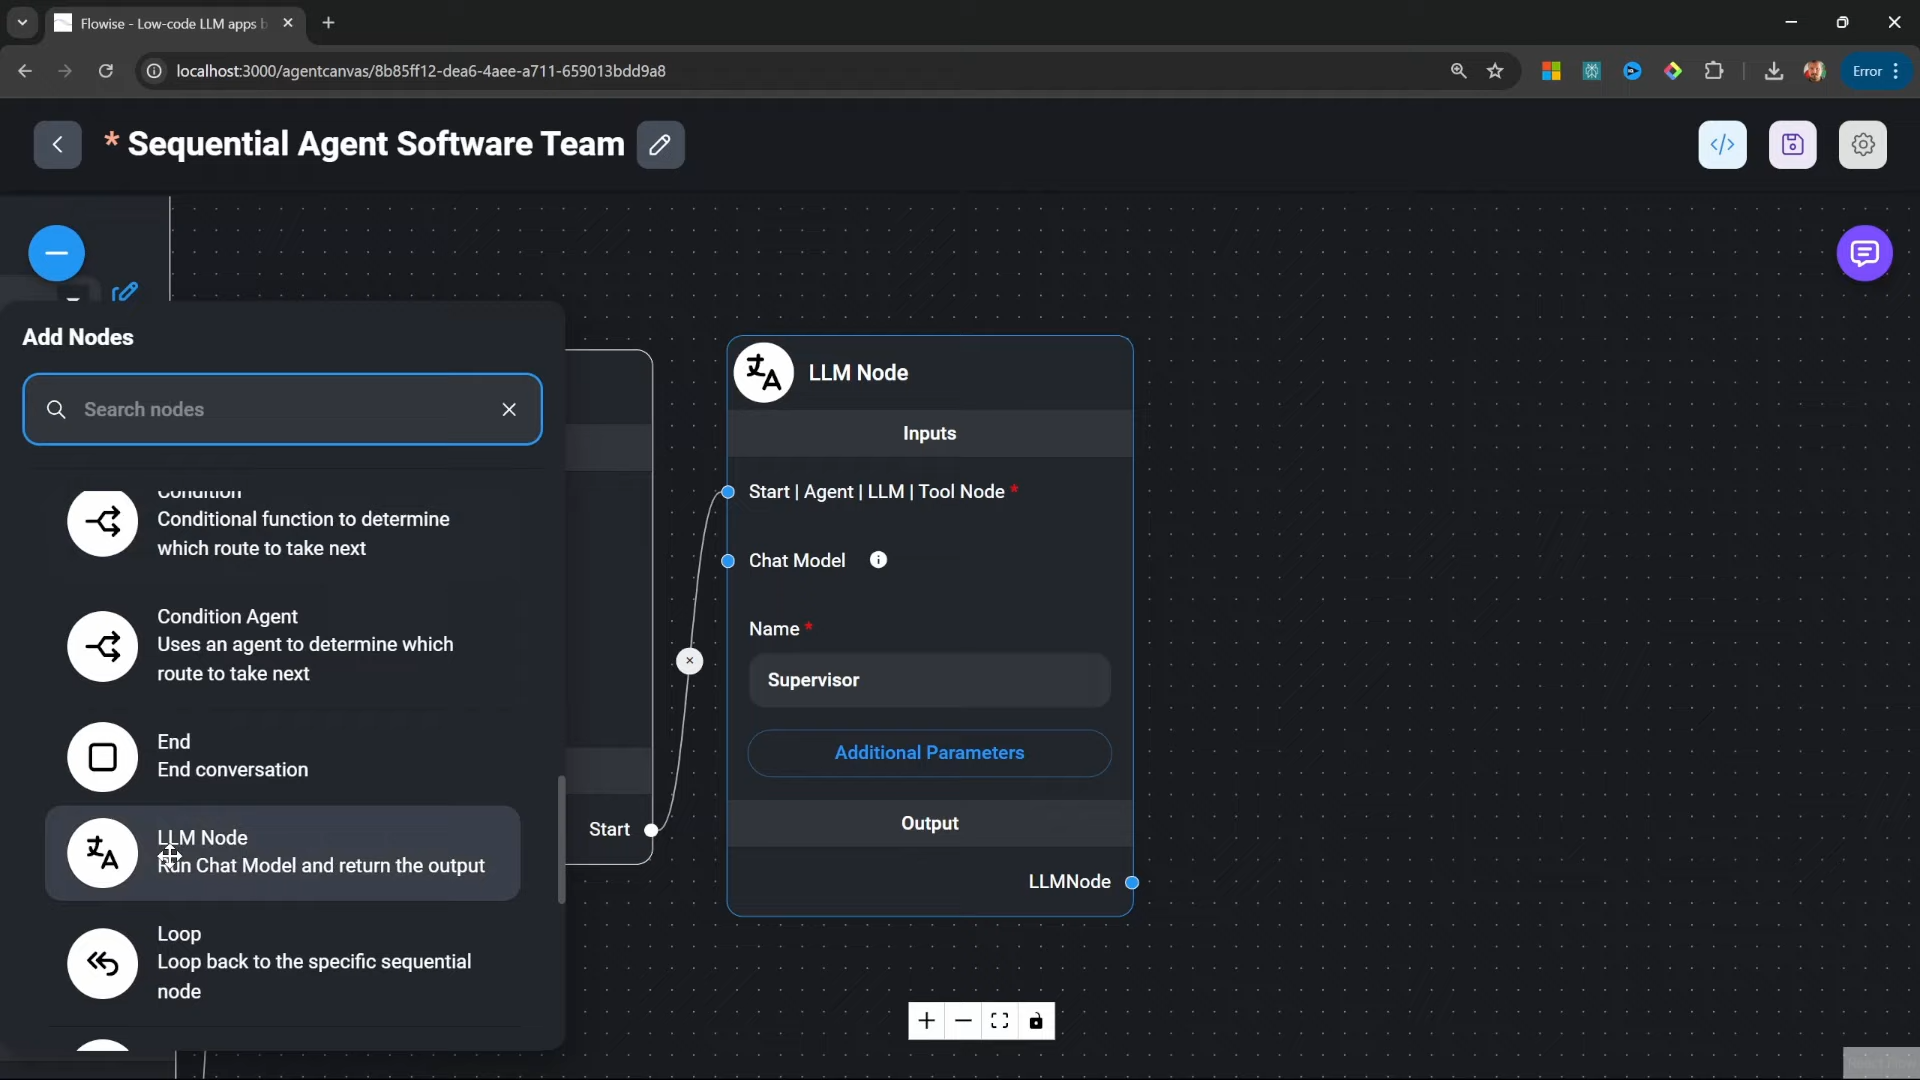 Flowise - Low-code LLM apps b
localhost:3000/agentcanvas/8b85ff12-dea6-4aee-a711-659013bdd9a8
Error
* Sequential Agent Software Team
Add Nodes
Search nodes
Condition
Conditional function to determine
which route to take next
Condition Agent
Uses an agent to determine which
route to take next
End
End conversation
LLM Node
Run Chat Model and return the output
Loop
Loop back to the specific sequential
node
Start
LLM Node
Inputs
Start | Agent | LLM | Tool Node *
Chat Model
Name *
Supervisor
Additional Parameters
Output
LLMNode